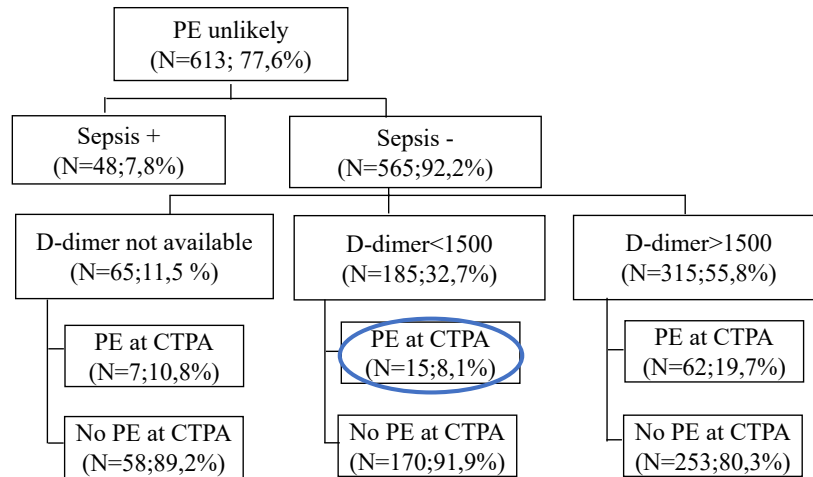 PE unlikely
(N=613; 77,6%)
Sepsis +
(N=48;7,8%)
Sepsis -
(N=565;92,2%)
D-dimer not available
(N=65;11,5 %)
D-dimer<1500
(N=185;32,7%)
D-dimer>1500
(N=315;55,8%)
PE at CTPA
(N=7;10,8%)
PE at CTPA
(N=15;8,1%)
PE at CTPA
(N=62;19,7%)
No PE at CTPA
(N=58;89,2%)
No PE at CTPA
(N=170;91,9%)
No PE at CTPA
(N=253;80,3%)